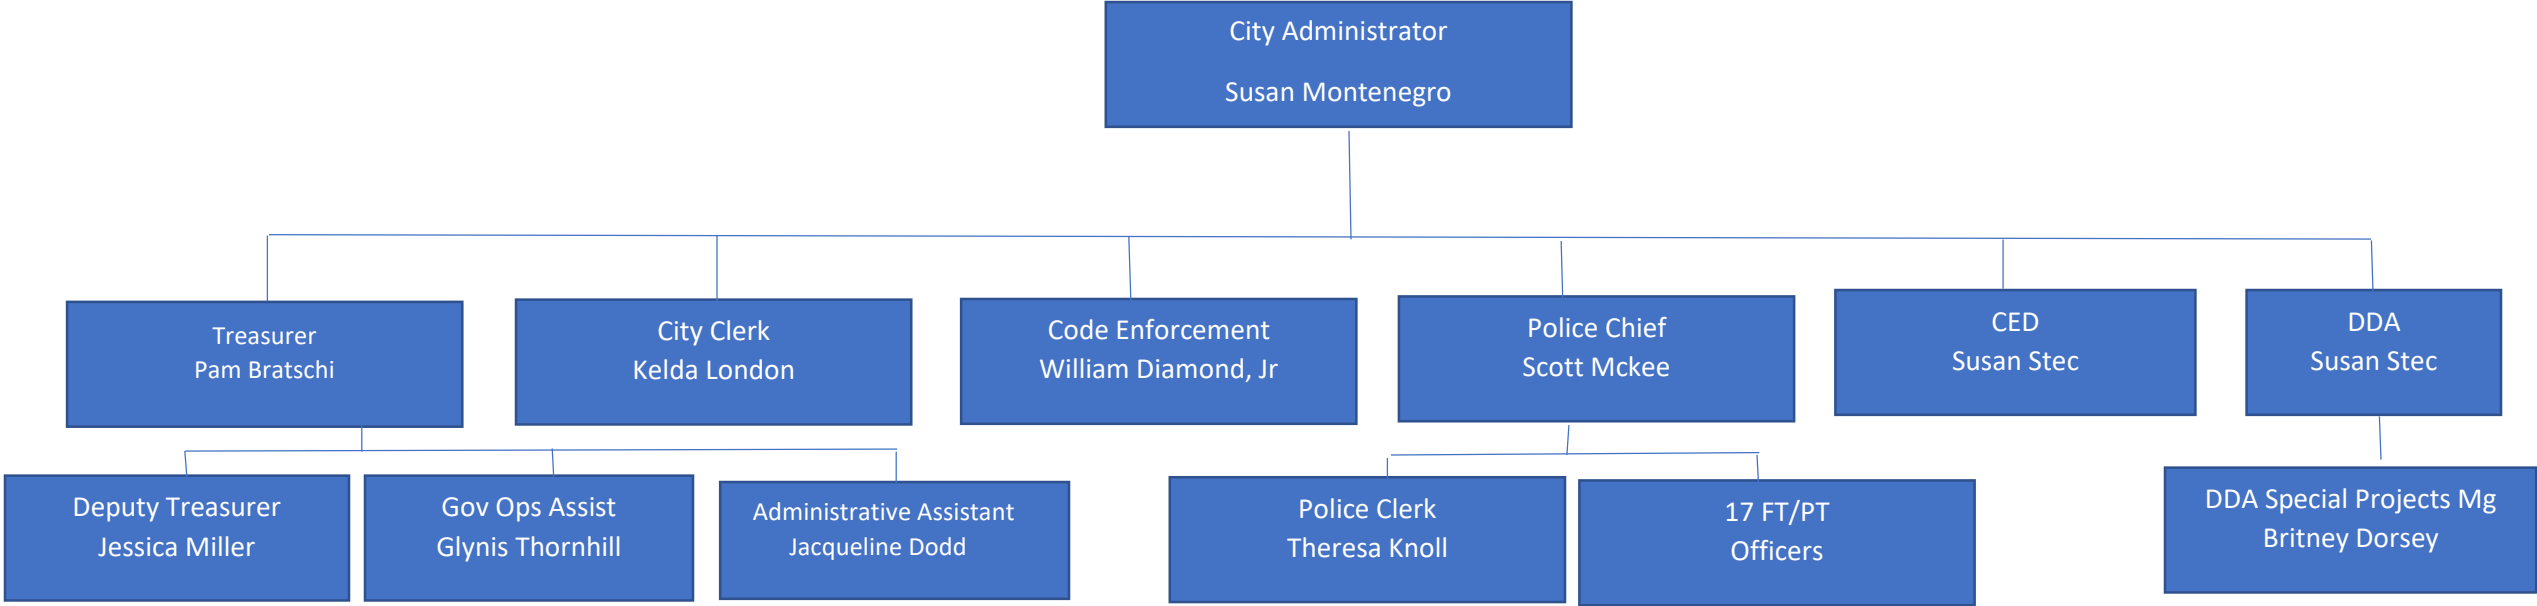 City Administrator
Susan Montenegro
Treasurer
Pam Bratschi
City Clerk
Kelda London
Code Enforcement
William Diamond, Jr
Police Chief
Scott Mckee
CED
Susan Stec
DDA
Susan Stec
Deputy Treasurer
Jessica Miller
Gov Ops Assist
Glynis Thornhill
Administrative Assistant
Jacqueline Dodd
Police Clerk
Theresa Knoll
17 FT/PT
Officers
DDA Special Projects Mg
Britney Dorsey